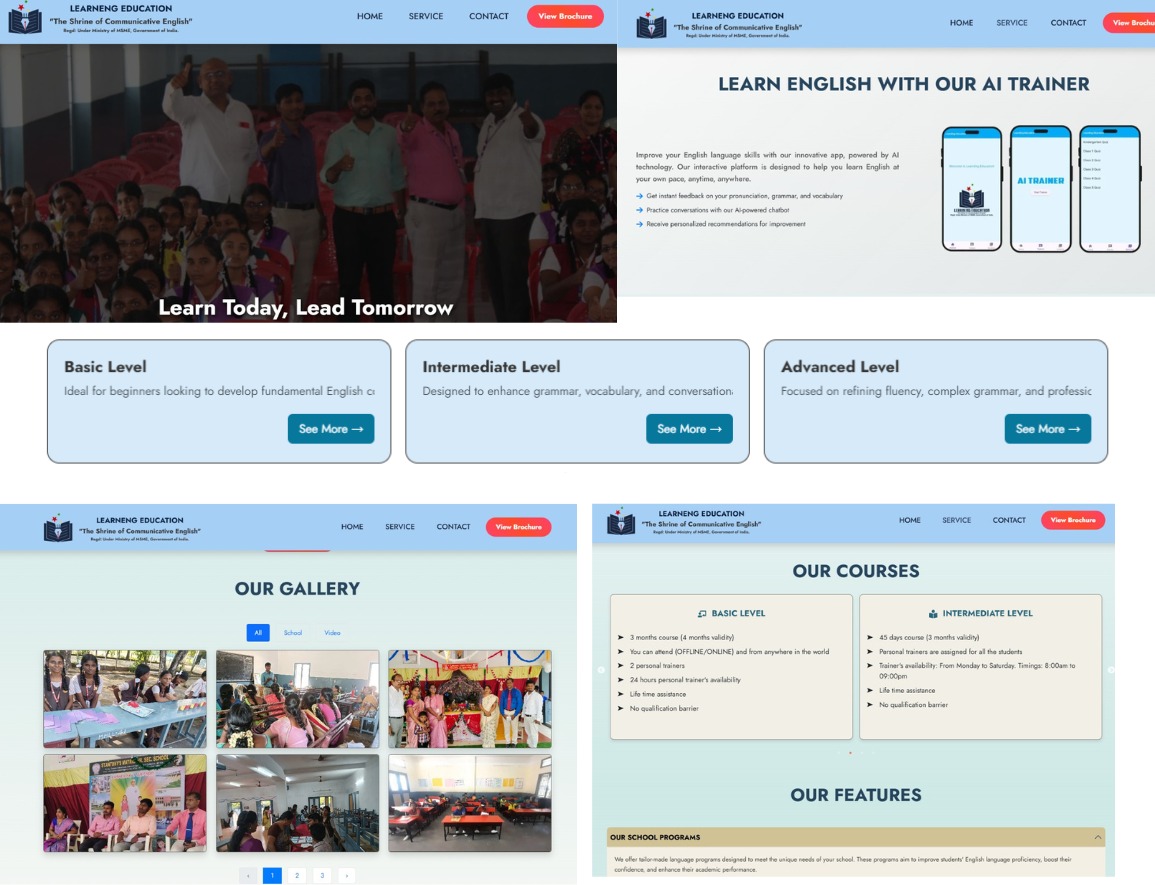 LEARNENG EDUCATION
"The Shrine of Communicative English"
Regd: Under Ministry of MSME, Government of India.
HOME
SERVICE
CONTACT
View Brochure
Learn Today, Lead Tomorrow
LEARNENG EDUCATION
"The Shrine of Communicative English"
Regd: Under Ministry of MSME, Government of India.
HOME
SERVICE
CONTACT
View Brochu
LEARN ENGLISH WITH OUR AI TRAINER
Improve your English language skills with our innovative app, powered by AI
technology. Our interactive platform is designed to help you learn English at
your own pace, anytime, anywhere.
Get instant feedback on your pronunciation, grammar, and vocabulary
Practice conversations with our AI-powered chatbot
Receive personalized recommendations for improvement
LEARNENG EDUCATION
AI TRAINER
Basic Level
Ideal for beginners looking to develop fundamental English c
See More →
Intermediate Level
Designed to enhance grammar, vocabulary, and conversation
See More →
Advanced Level
Focused on refining fluency, complex grammar, and professic
See More →
LEARNENG EDUCATION
"The Shrine of Communicative English"
Regd: Under Ministry of MSME, Government of India.
HOME
SERVICE
CONTACT
View Brochure
OUR GALLERY
All
School
Video
1
2
3
LEARNENG EDUCATION
"The Shrine of Communicative English"
Regd: Under Ministry of MSME, Government of India.
HOME
SERVICE
CONTACT
View Brochure
OUR COURSES
BASIC LEVEL
3 months course (4 months validity)
You can attend (OFFLINE/ONLINE) and from anywhere in the world
2 personal trainers
24 hours personal trainer's availability
Life time assistance
No qualification barrier
INTERMEDIATE LEVEL
45 days course (3 months validity)
Personal trainers are assigned for all the students
Trainer's availability: From Monday to Saturday. Timings: 8:00am to
09:00pm
Life time assistance
No qualification barrier
OUR FEATURES
OUR SCHOOL PROGRAMS
We offer tailor-made language programs designed to meet the unique needs of your school. These programs aim to improve students' English language proficiency, boost their
confidence, and enhance their academic performance.